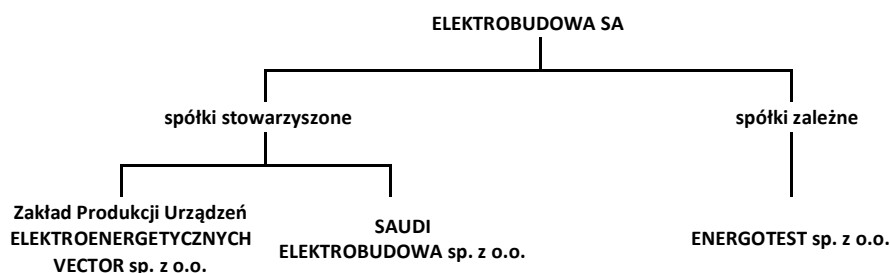 ELEKTROBUDOWA SA
spółki stowarzyszone
spółki zależne
Zakład Produkcji Urządzeń
ELEKTROENERGETYCZNYCH
VECTOR sp. z o.o.
SAUDI
ELEKTROBUDOWA sp. z o.o.
ENERGOTEST sp. z o.o.